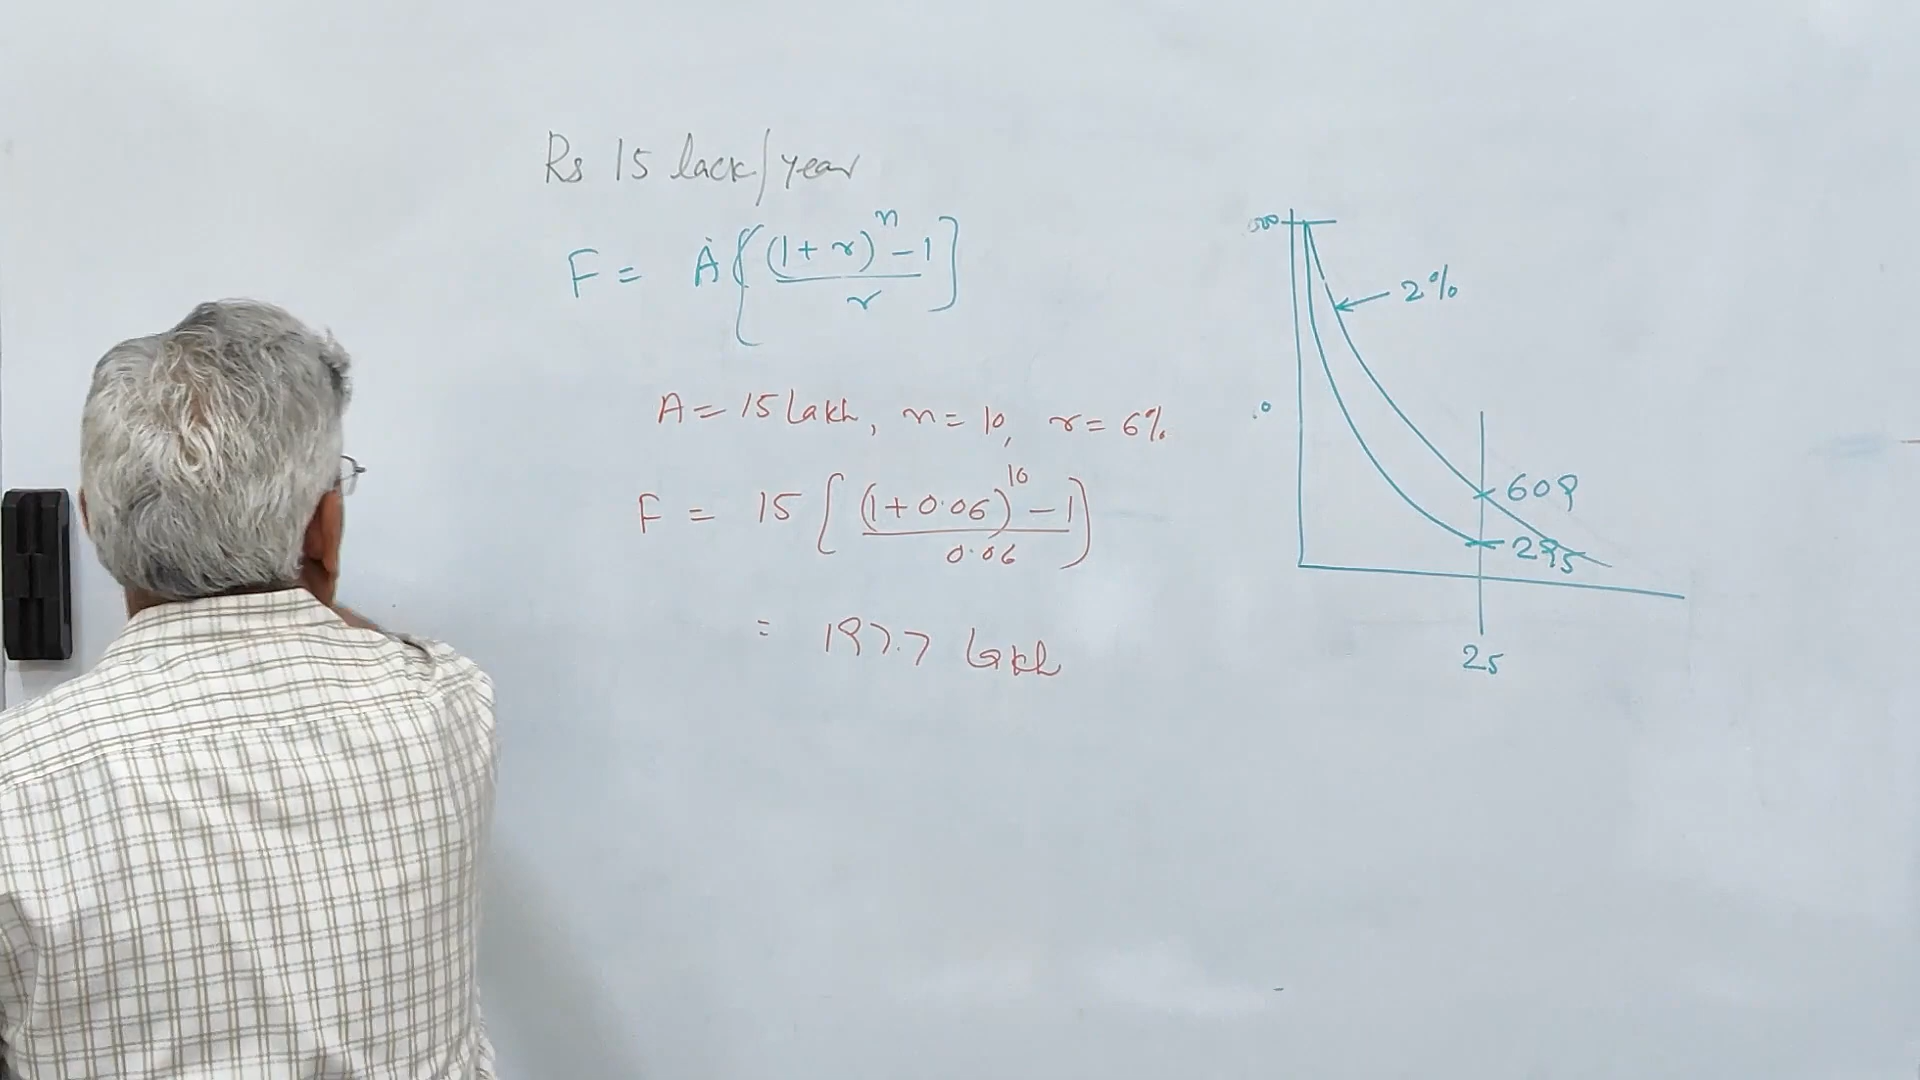 Rs 15 lack/year
F = A[((1+r)^n - 1)/r]
A = 15 Lakh, n = 10, r = 6%
F = 15[((1+0.06)^10 - 1)/0.06]
= 197.7 Lakh
2%
609
295
25